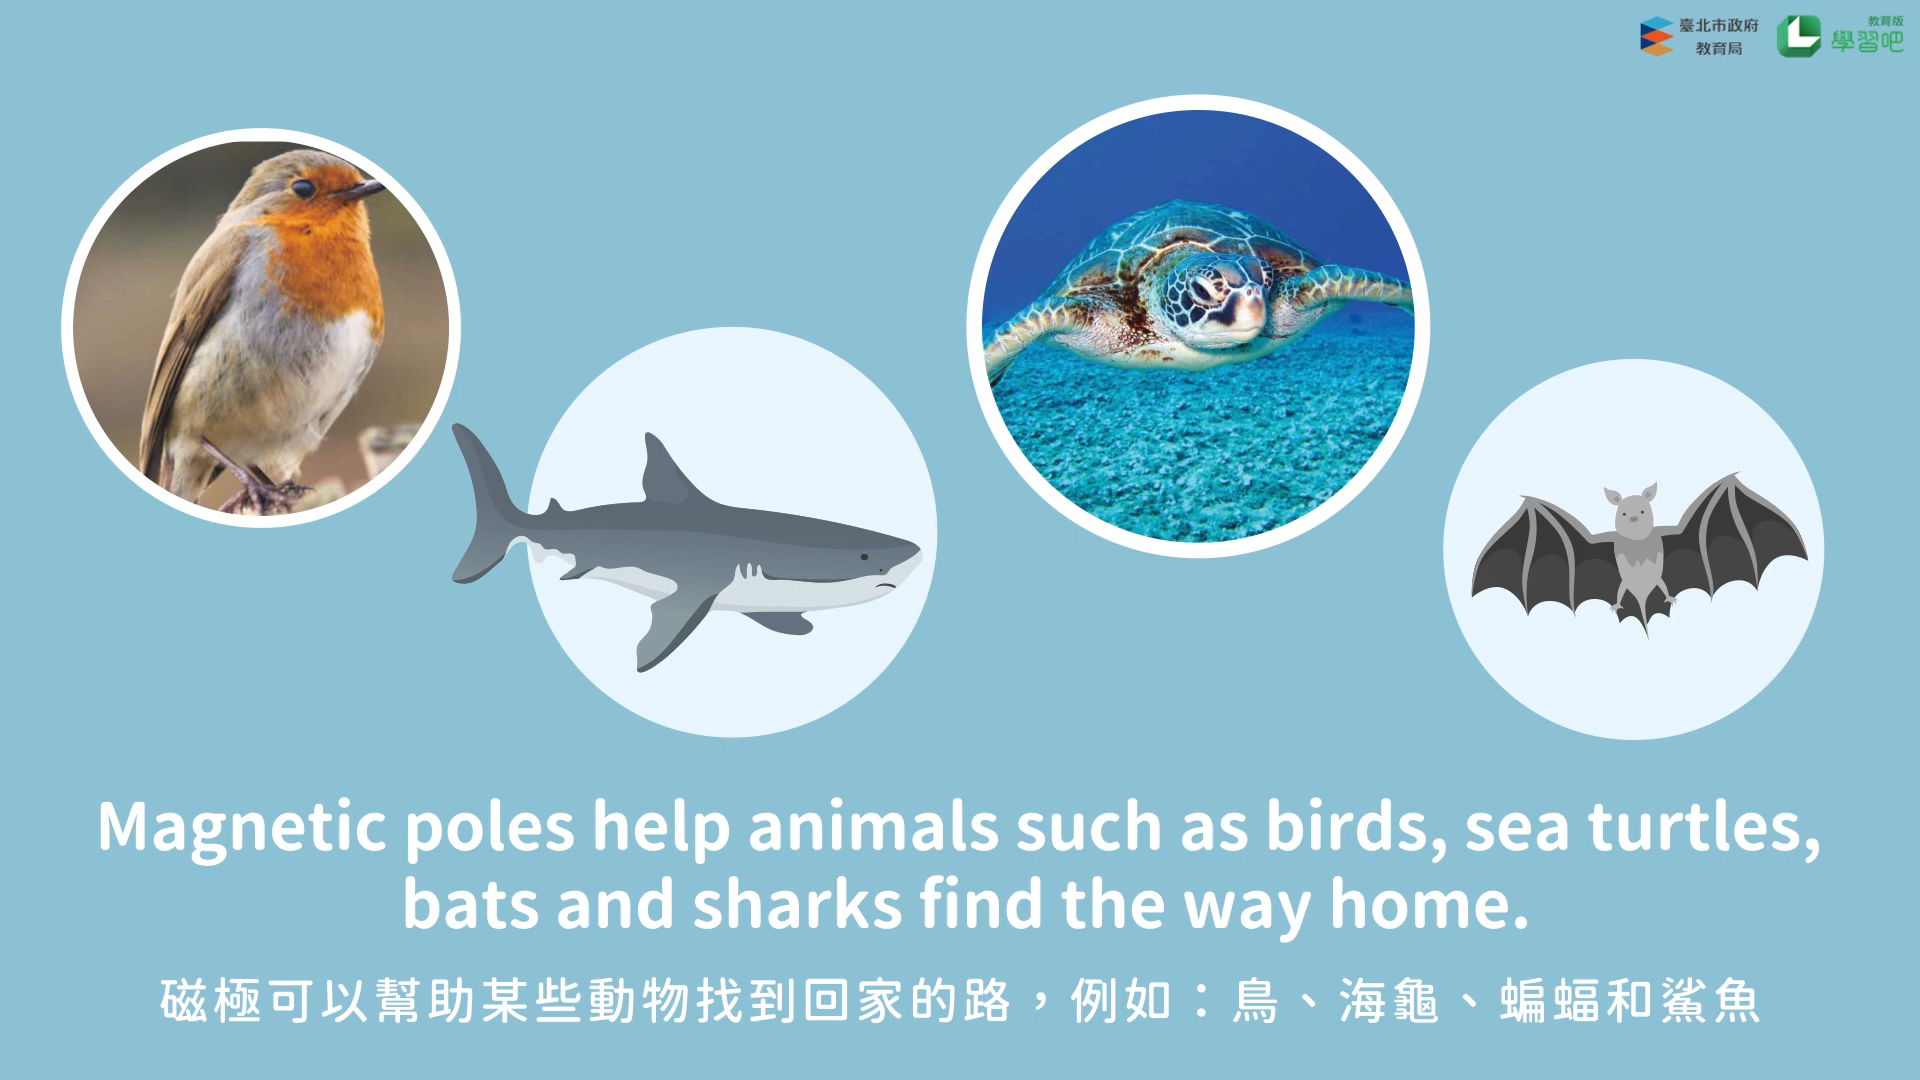 臺北市政府
教育局
教育版
學習吧
Magnetic poles help animals such as birds, sea turtles,
bats and sharks find the way home.
磁極可以幫助某些動物找到回家的路，例如：鳥、海龜、蝙蝠和鯊魚